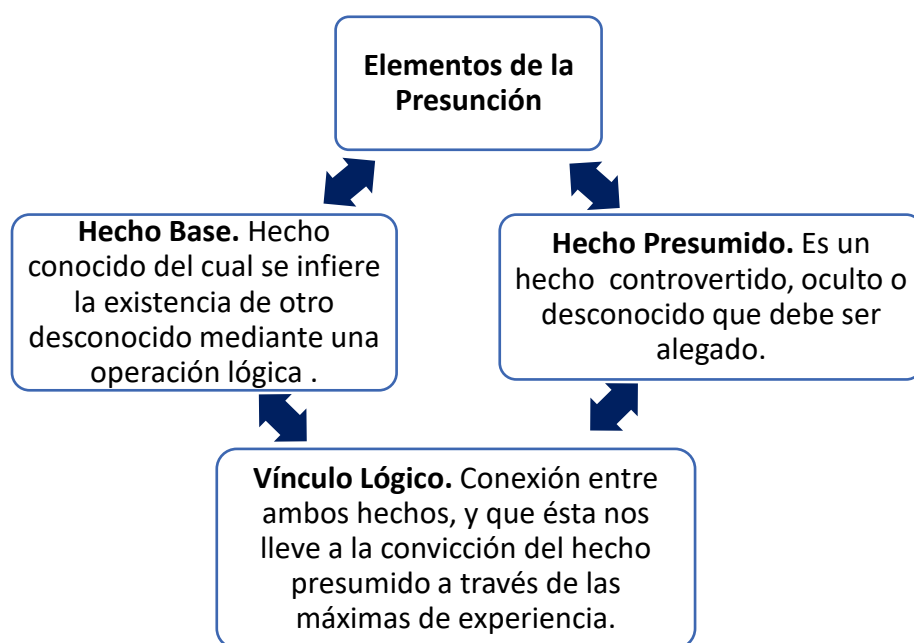 Elementos de la
Presunción
Hecho Base. Hecho
conocido del cual se infiere
la existencia de otro
desconocido mediante una
operación lógica .
Hecho Presumido. Es un
hecho controvertido, oculto o
desconocido que debe ser
alegado.
Vínculo Lógico. Conexión entre
ambos hechos, y que ésta nos
lleve a la convicción del hecho
presumido a través de las
máximas de experiencia.